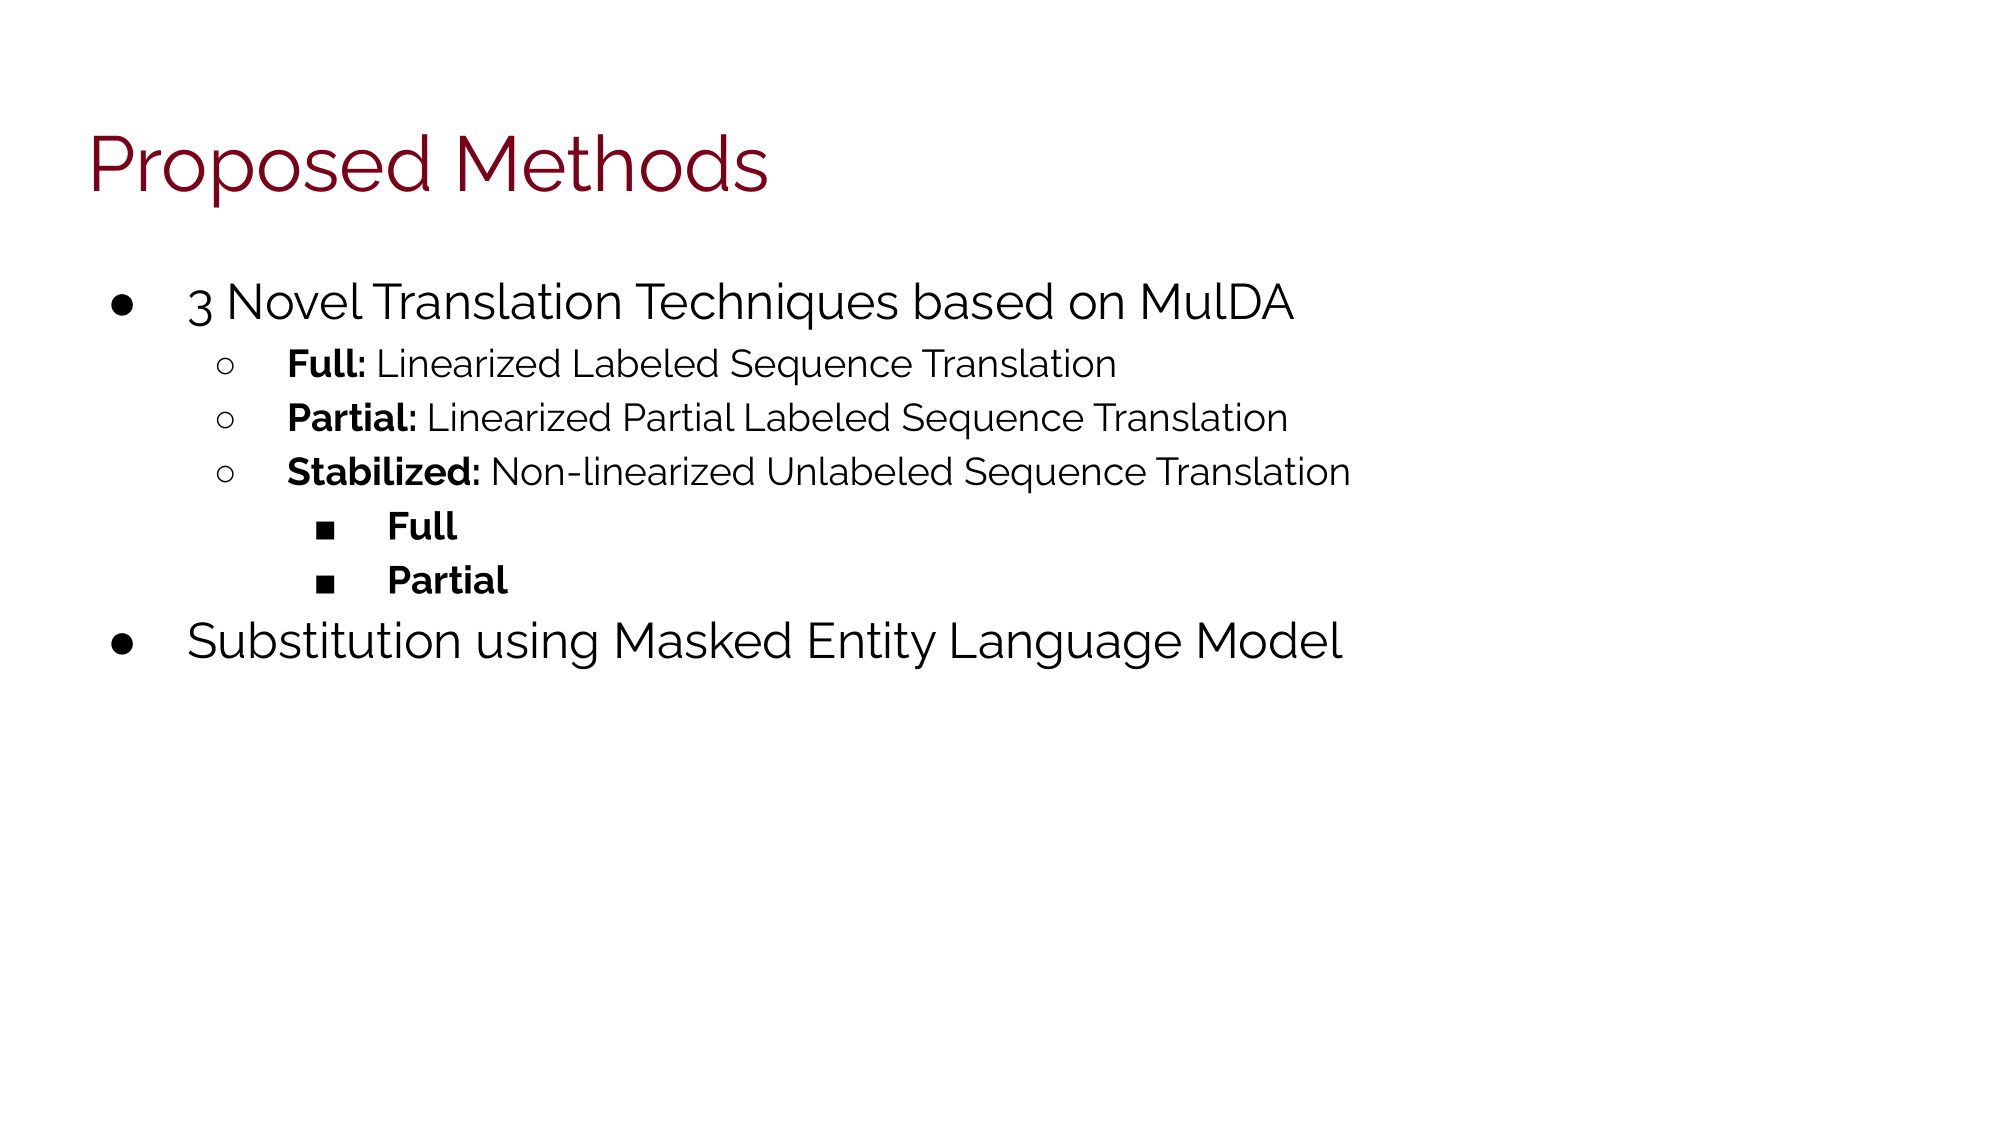 Proposed Methods
● 3 Novel Translation Techniques based on MulDA
○ Full: Linearized Labeled Sequence Translation
○ Partial: Linearized Partial Labeled Sequence Translation
○ Stabilized: Non-linearized Unlabeled Sequence Translation
■ Full
■ Partial
● Substitution using Masked Entity Language Model